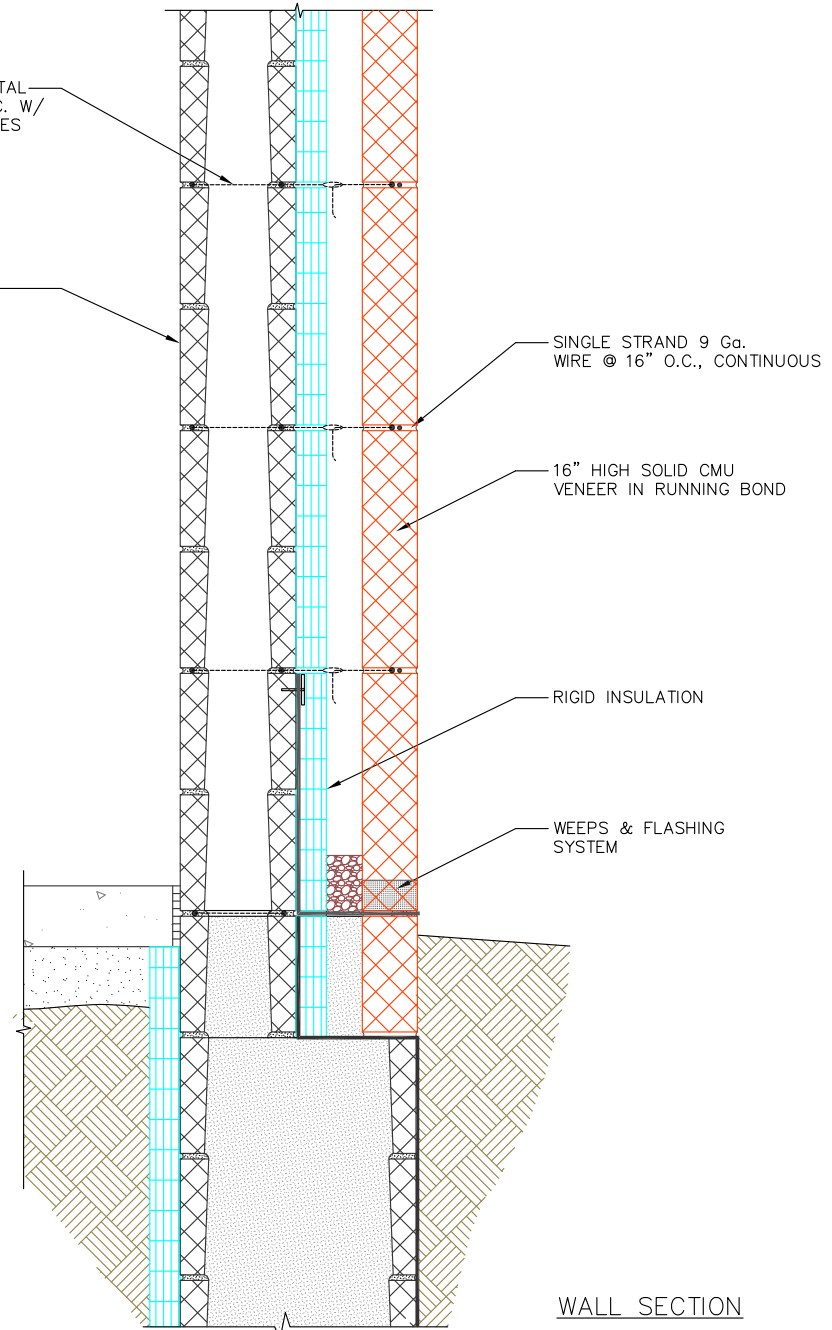 W/
SINGLE STRAND 9 Ga.
WIRE @ 16” O.C., CONTINUOUS
16” HIGH SOLID CMU
VENEER IN RUNNING BOND
RIGID INSULATION
WEEPS & FLASHING
SYSTEM
WALL SECTION